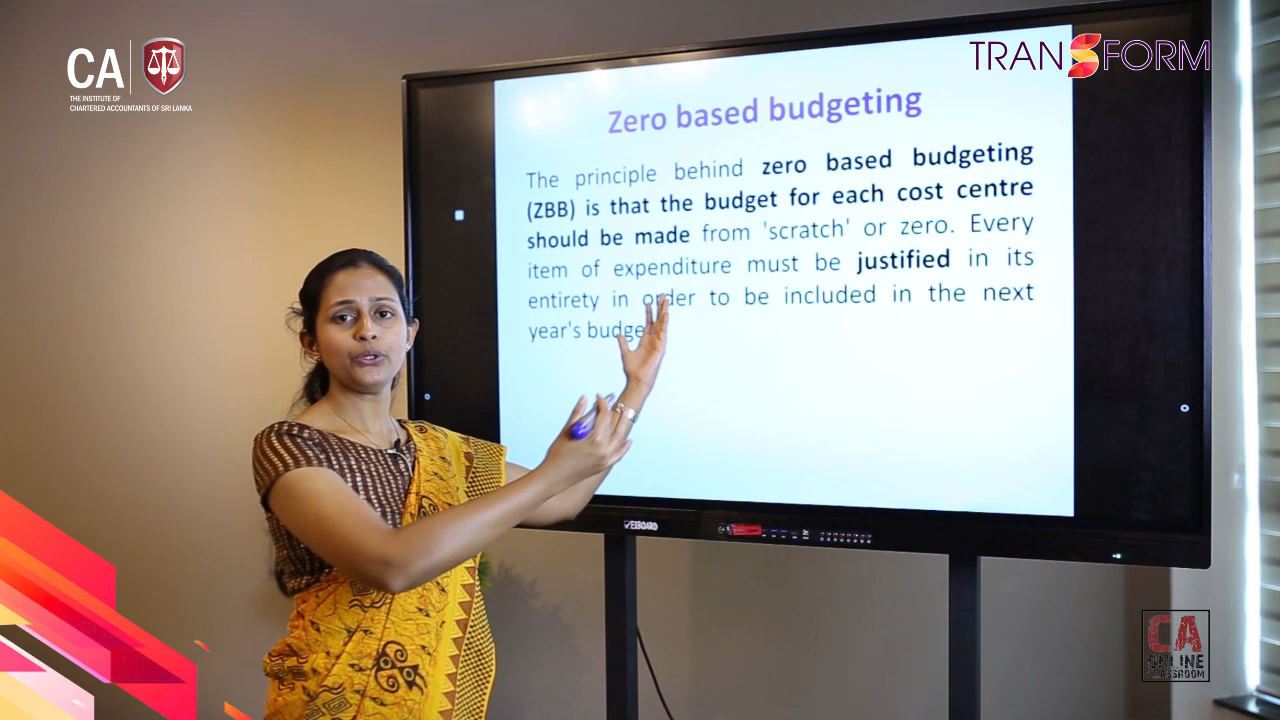 CA
THE INSTITUTE OF
CHARTERED ACCOUNTANTS OF SRI LANKA
TRANSFORM
Zero based budgeting
The principle behind zero based budgeting
(ZBB) is that the budget for each cost centre
should be made from 'scratch' or zero. Every
item of expenditure must be justified in its
entirety in order to be included in the next
year's budge
EXBOARD
CA
ONLINE
CLASSROOM